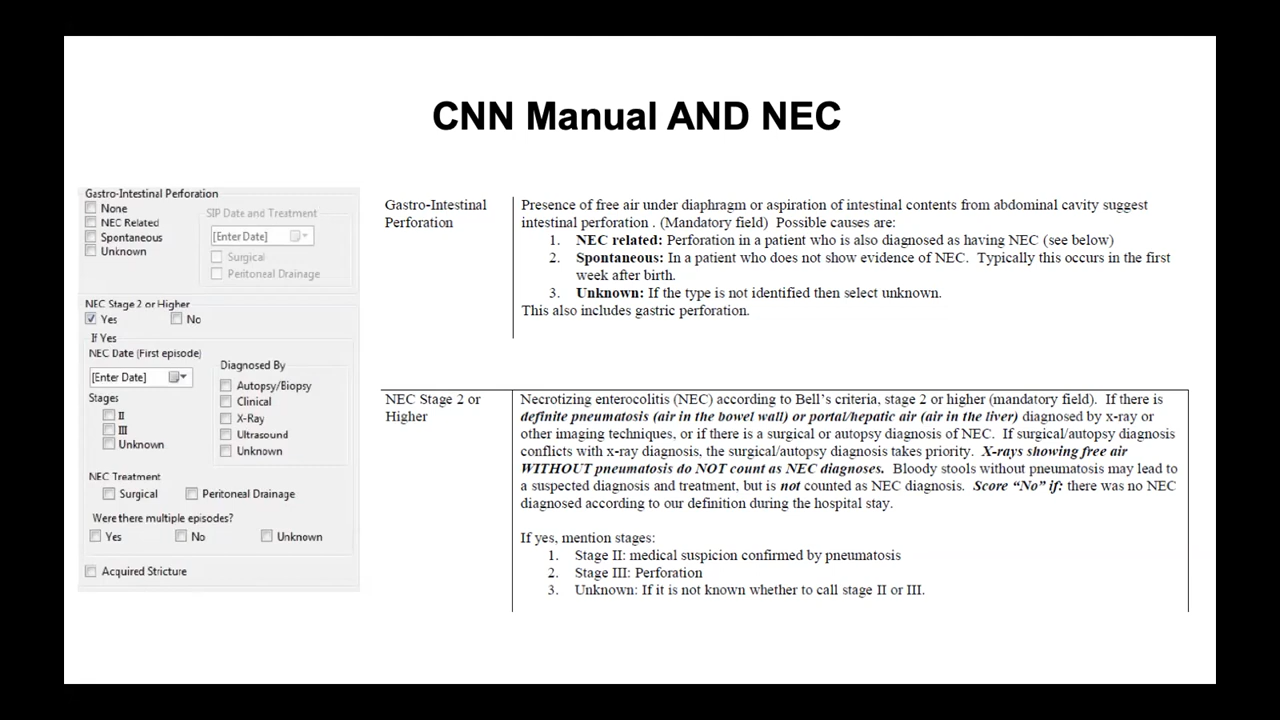 CNN Manual AND NEC
Gastro-Intestinal Perforation
None
NEC Related
Spontaneous
Unknown
SIP Date and Treatment
[Enter Date]
Surgical
Peritoneal Drainage
NEC Stage 2 or Higher
Yes
No
If Yes
NEC Date (First episode)
[Enter Date]
Stages
II
III
Unknown
Diagnosed By
Autopsy/Biopsy
Clinical
X-Ray
Ultrasound
Unknown
NEC Treatment
Surgical
Peritoneal Drainage
Were there multiple episodes?
Yes
No
Unknown
Acquired Stricture
Gastro-Intestinal
Perforation
Presence of free air under diaphragm or aspiration of intestinal contents from abdominal cavity suggest
intestinal perforation . (Mandatory field) Possible causes are:
1. NEC related: Perforation in a patient who is also diagnosed as having NEC (see below)
2. Spontaneous: In a patient who does not show evidence of NEC. Typically this occurs in the first
week after birth.
3. Unknown: If the type is not identified then select unknown.
This also includes gastric perforation.
NEC Stage 2 or
Higher
Necrotizing enterocolitis (NEC) according to Bell's criteria, stage 2 or higher (mandatory field). If there is
definite pneumatosis (air in the bowel wall) or portal/hepatic air (air in the liver) diagnosed by x-ray or
other imaging techniques, or if there is a surgical or autopsy diagnosis of NEC. If surgical/autopsy diagnosis
conflicts with x-ray diagnosis, the surgical/autopsy diagnosis takes priority. X-rays showing free air
WITHOUT pneumatosis do NOT count as NEC diagnoses. Bloody stools without pneumatosis may lead to
a suspected diagnosis and treatment, but is not counted as NEC diagnosis. Score “No” if: there was no NEC
diagnosed according to our definition during the hospital stay.
If yes, mention stages:
1. Stage II: medical suspicion confirmed by pneumatosis
2. Stage III: Perforation
3. Unknown: If it is not known whether to call stage II or III.